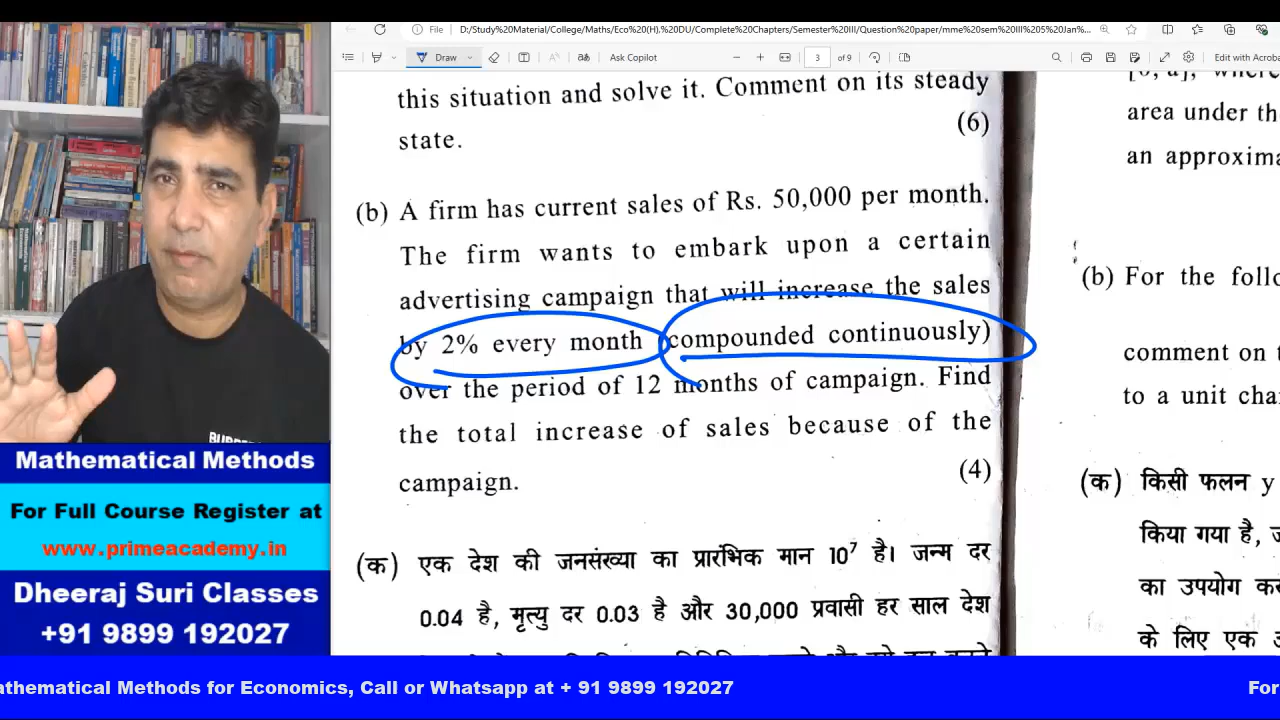 File
D:/Study%20Material/College/Maths/Eco%20(H).%20DU/Complete%20Chapters/Semester%20III/Question%20paper/mme%20sem%20III%205%20Jan%...
Draw
Ask Copilot
3
of 9
Edit with Acroba
this situation and solve it. Comment on its steady
state.
(6)
(b) A firm has current sales of Rs. 50,000 per month.
The firm wants to embark upon a certain
advertising campaign that will increase the sales
by 2% every month compounded continuously)
over the period of 12 months of campaign. Find
the total increase of sales because of the
campaign.
(4)
(क) एक देश की जनसंख्या का प्रारंभिक मान 10⁷ है। जन्म दर
0.04 है, मृत्यु दर 0.03 है और 30,000 प्रवासी हर साल देश
[0, a], where
area under the
an approxima
(b) For the follo
comment on t
to a unit cha
(क) किसी फलन y
किया गया है,
का उपयोग कर
के लिए एक
Mathematical Methods
For Full Course Register at
www.primeacademy.in
Dheeraj Suri Classes
+91 9899 192027
athematical Methods for Economics, Call or Whatsapp at + 91 9899 192027
For